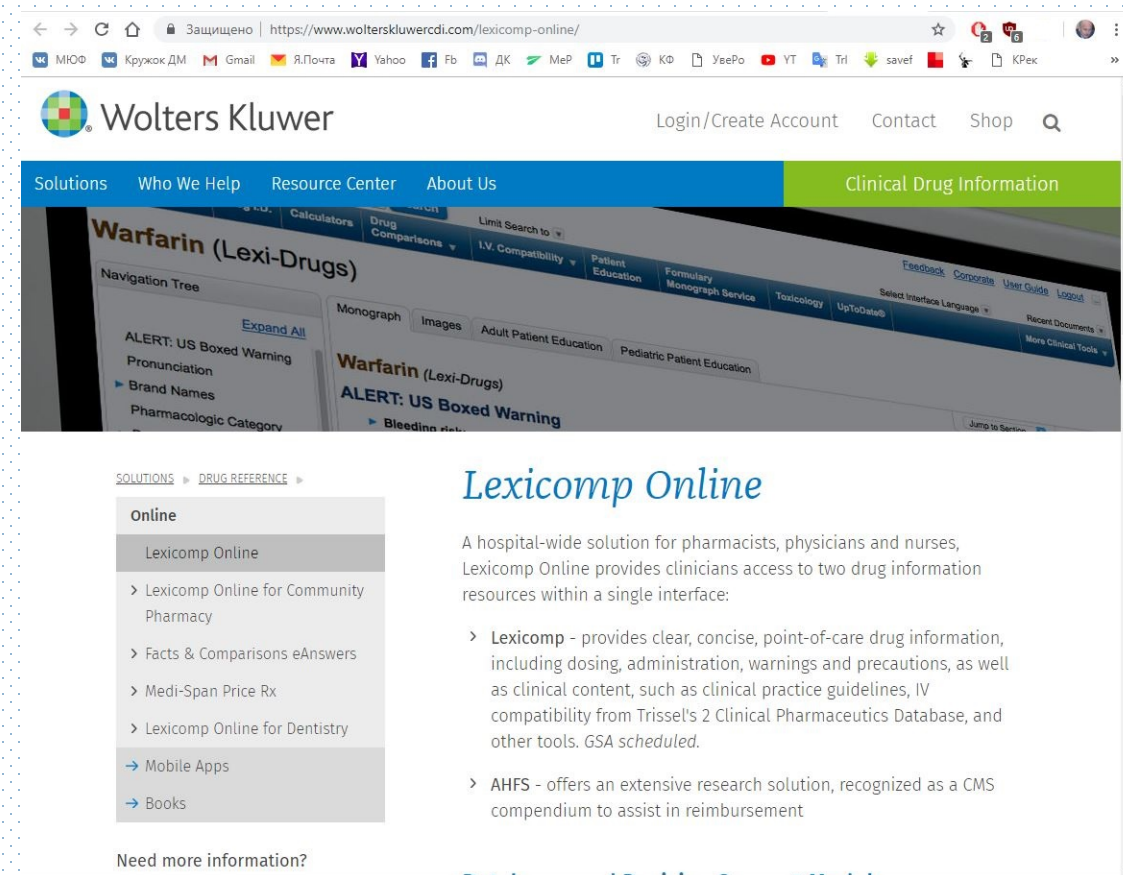 Защищено | https://www.wolterskluwercdi.com/lexicomp-online/
2 6
МЮФ Кружок ДМ Gmail Я.Почта Yahoo Fb ДК МеР Tr КФ УвеРо YT Trl savef КРек »
Wolters Kluwer
Login/Create Account Contact Shop
Solutions Who We Help Resource Center About Us Clinical Drug Information
Calculators Drug Comparisons Limit Search to I.V. Compatibility Patient Education Formulary Monograph Service Toxicology UpToDate®
Feedback Corporate User Guide Logout
Select Interface Language Recent Documents
More Clinical Tools
Warfarin (Lexi-Drugs)
Navigation Tree
Expand All
ALERT: US Boxed Warning
Pronunciation
Brand Names
Pharmacologic Category
Monograph Images Adult Patient Education Pediatric Patient Education
Warfarin (Lexi-Drugs)
ALERT: US Boxed Warning
Bleeding risk
Jump to Section
SOLUTIONS DRUG REFERENCE
Online
Lexicomp Online
Lexicomp Online for Community
Pharmacy
Facts & Comparisons eAnswers
Medi-Span Price Rx
Lexicomp Online for Dentistry
Mobile Apps
Books
Need more information?
Lexicomp Online
A hospital-wide solution for pharmacists, physicians and nurses,
Lexicomp Online provides clinicians access to two drug information
resources within a single interface:
Lexicomp - provides clear, concise, point-of-care drug information,
including dosing, administration, warnings and precautions, as well
as clinical content, such as clinical practice guidelines, IV
compatibility from Trissel's 2 Clinical Pharmaceutics Database, and
other tools. GSA scheduled.
AHFS - offers an extensive research solution, recognized as a CMS
compendium to assist in reimbursement